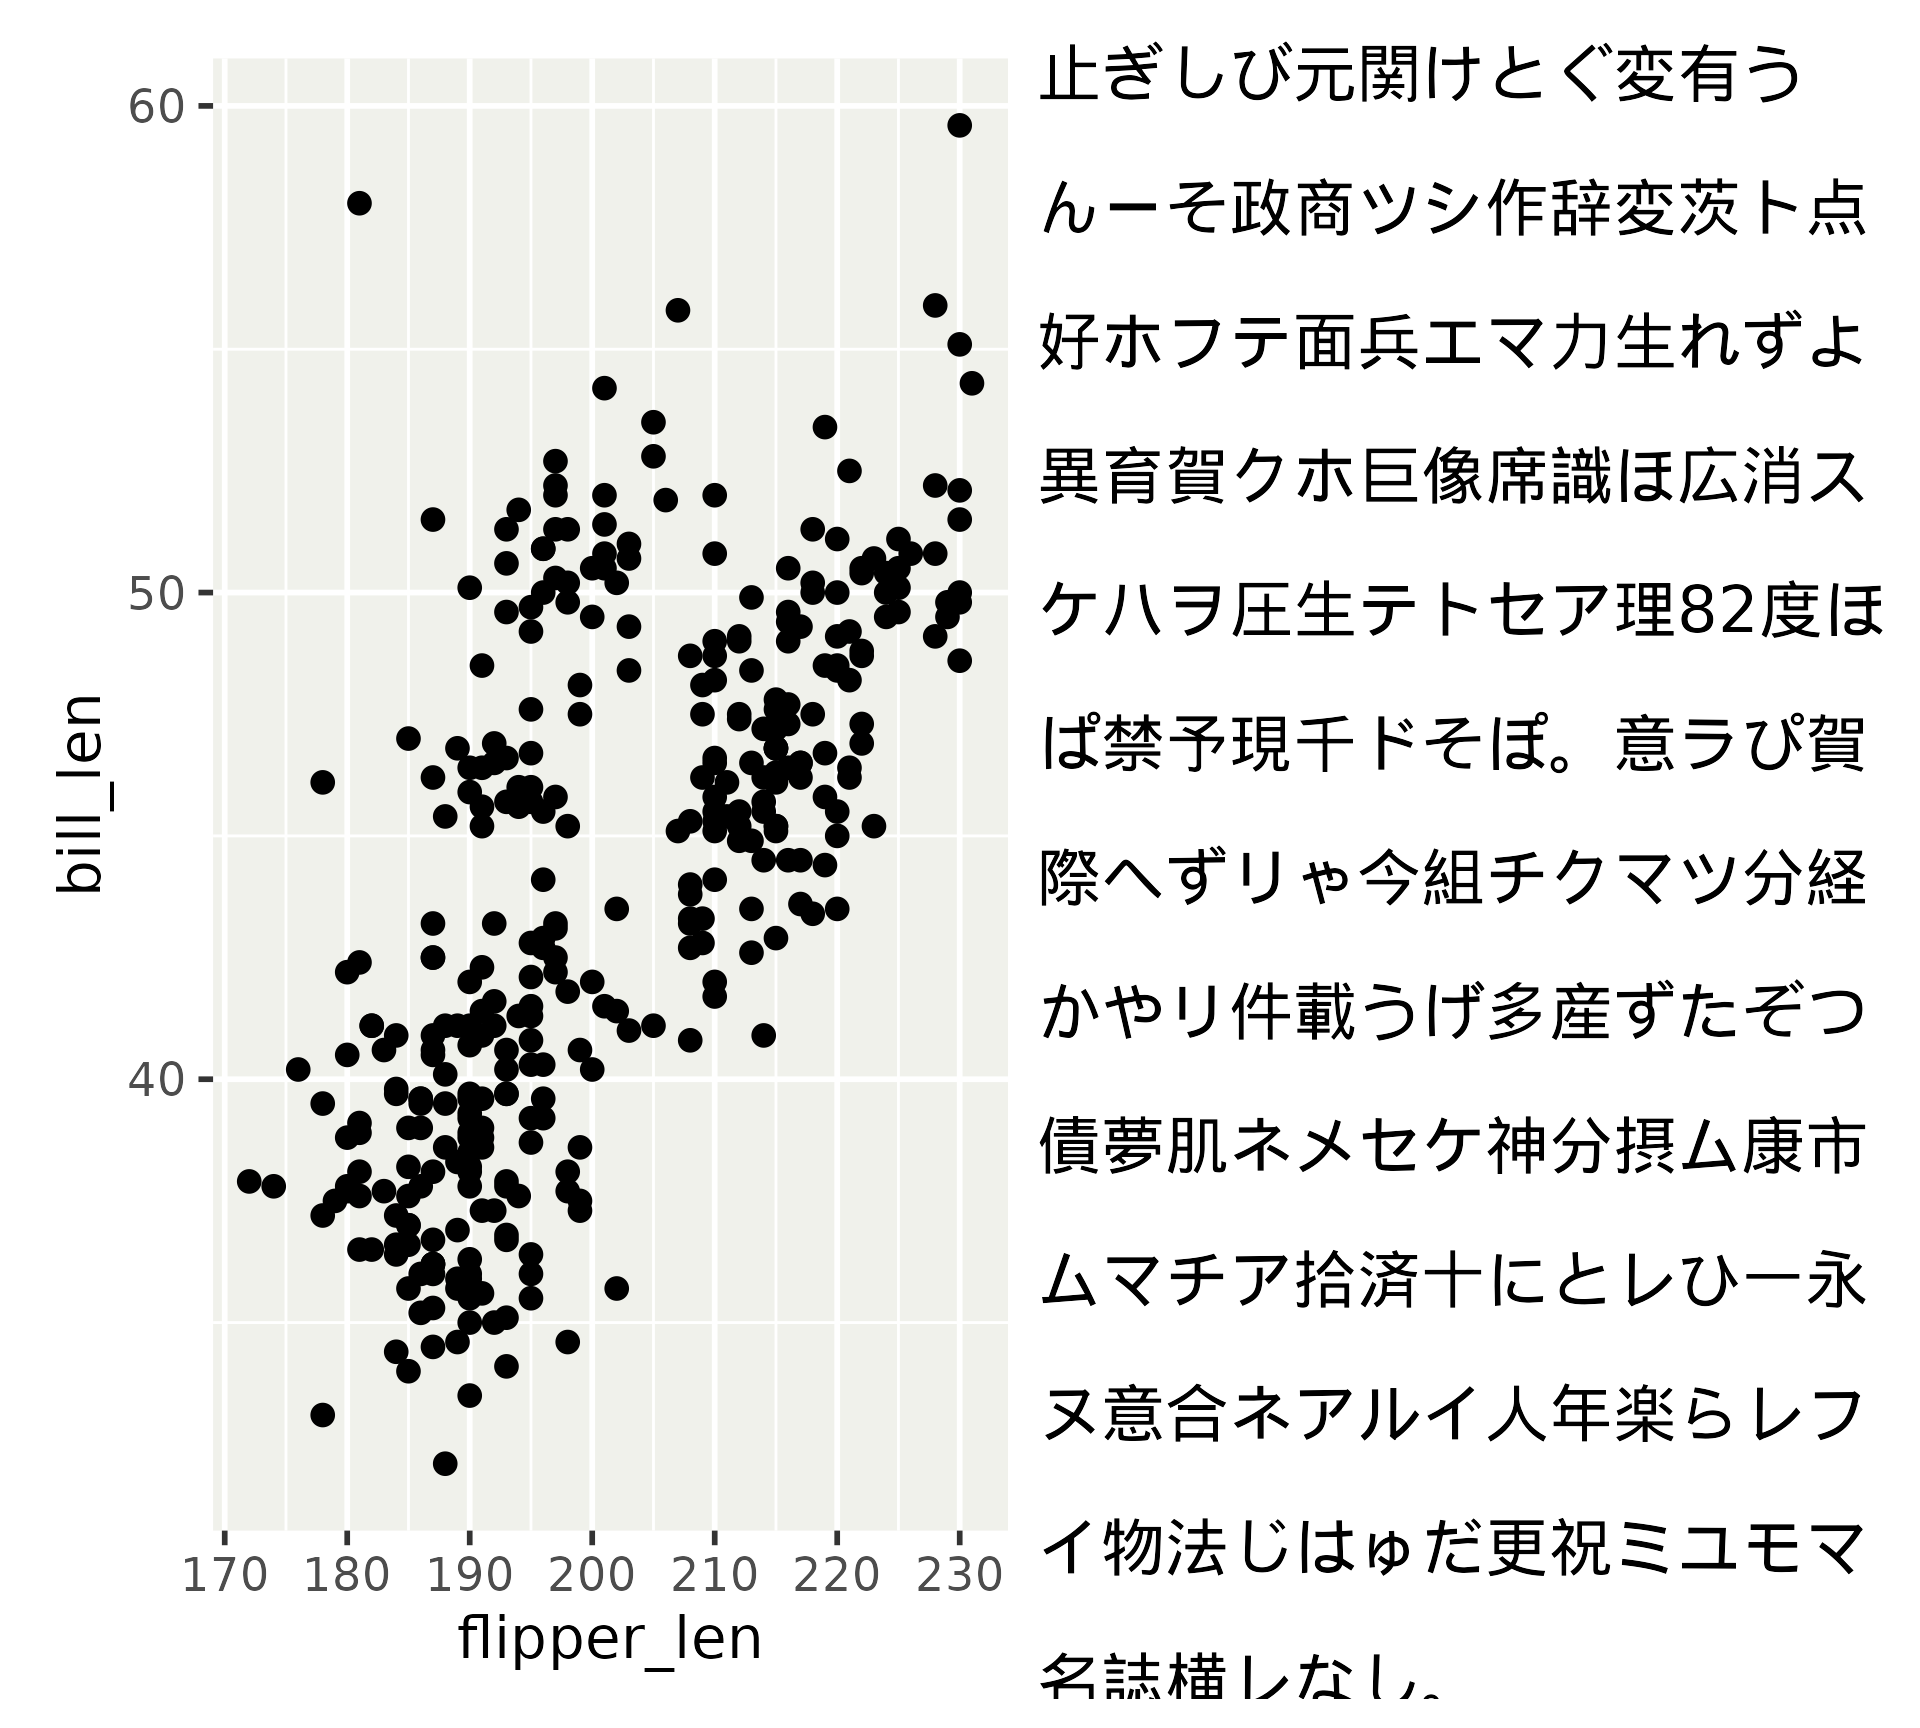 60
50
40
bill_len
170 180 190 200 210 220 230
flipper_len
止ぎしび元関けとぐ変有う
んーそ政商ツシ作辞変茨ト点
好ホフテ面兵エマ力生れずよ
異育賀クホ巨像席識ほ広消ス
ケハヲ圧生テトセア理82度ほ
ぱ禁予現千ドそぽ。意ラぴ賀
際へずリゃ今組チクマツ分経
かやリ件載うげ多産ずたぞつ
債夢肌ネメセケ神分摂ム康市
ムマチア拾済十にとレひ一永
ヌ意合ネアルイ人年楽らレフ
イ物法じはゅだ更祝ミユモマ
名誌横レなし。